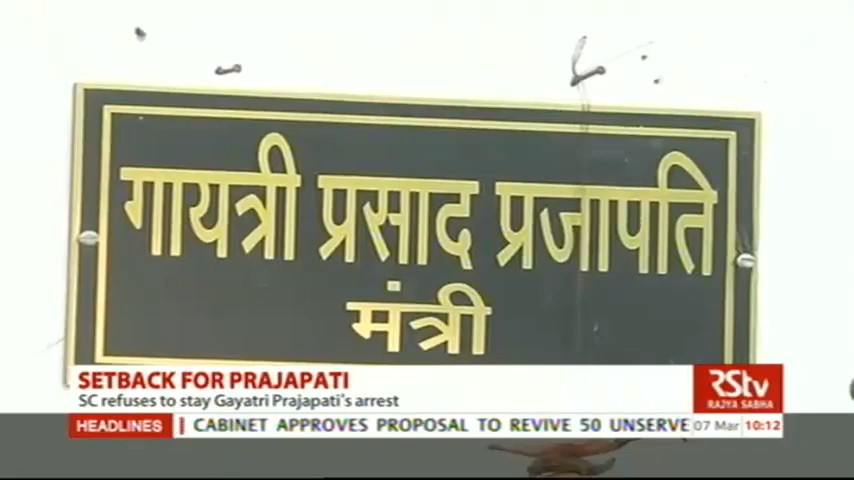 गायत्री प्रसाद प्रजापति
मंत्री
SETBACK FOR PRAJAPATI
SC refuses to stay Gayatri Prajapati's arrest
RStv
RAJYA SABHA
HEADLINES CABINET APPROVES PROPOSAL TO REVIVE 50 UNSERVE 07 Mar 10:12